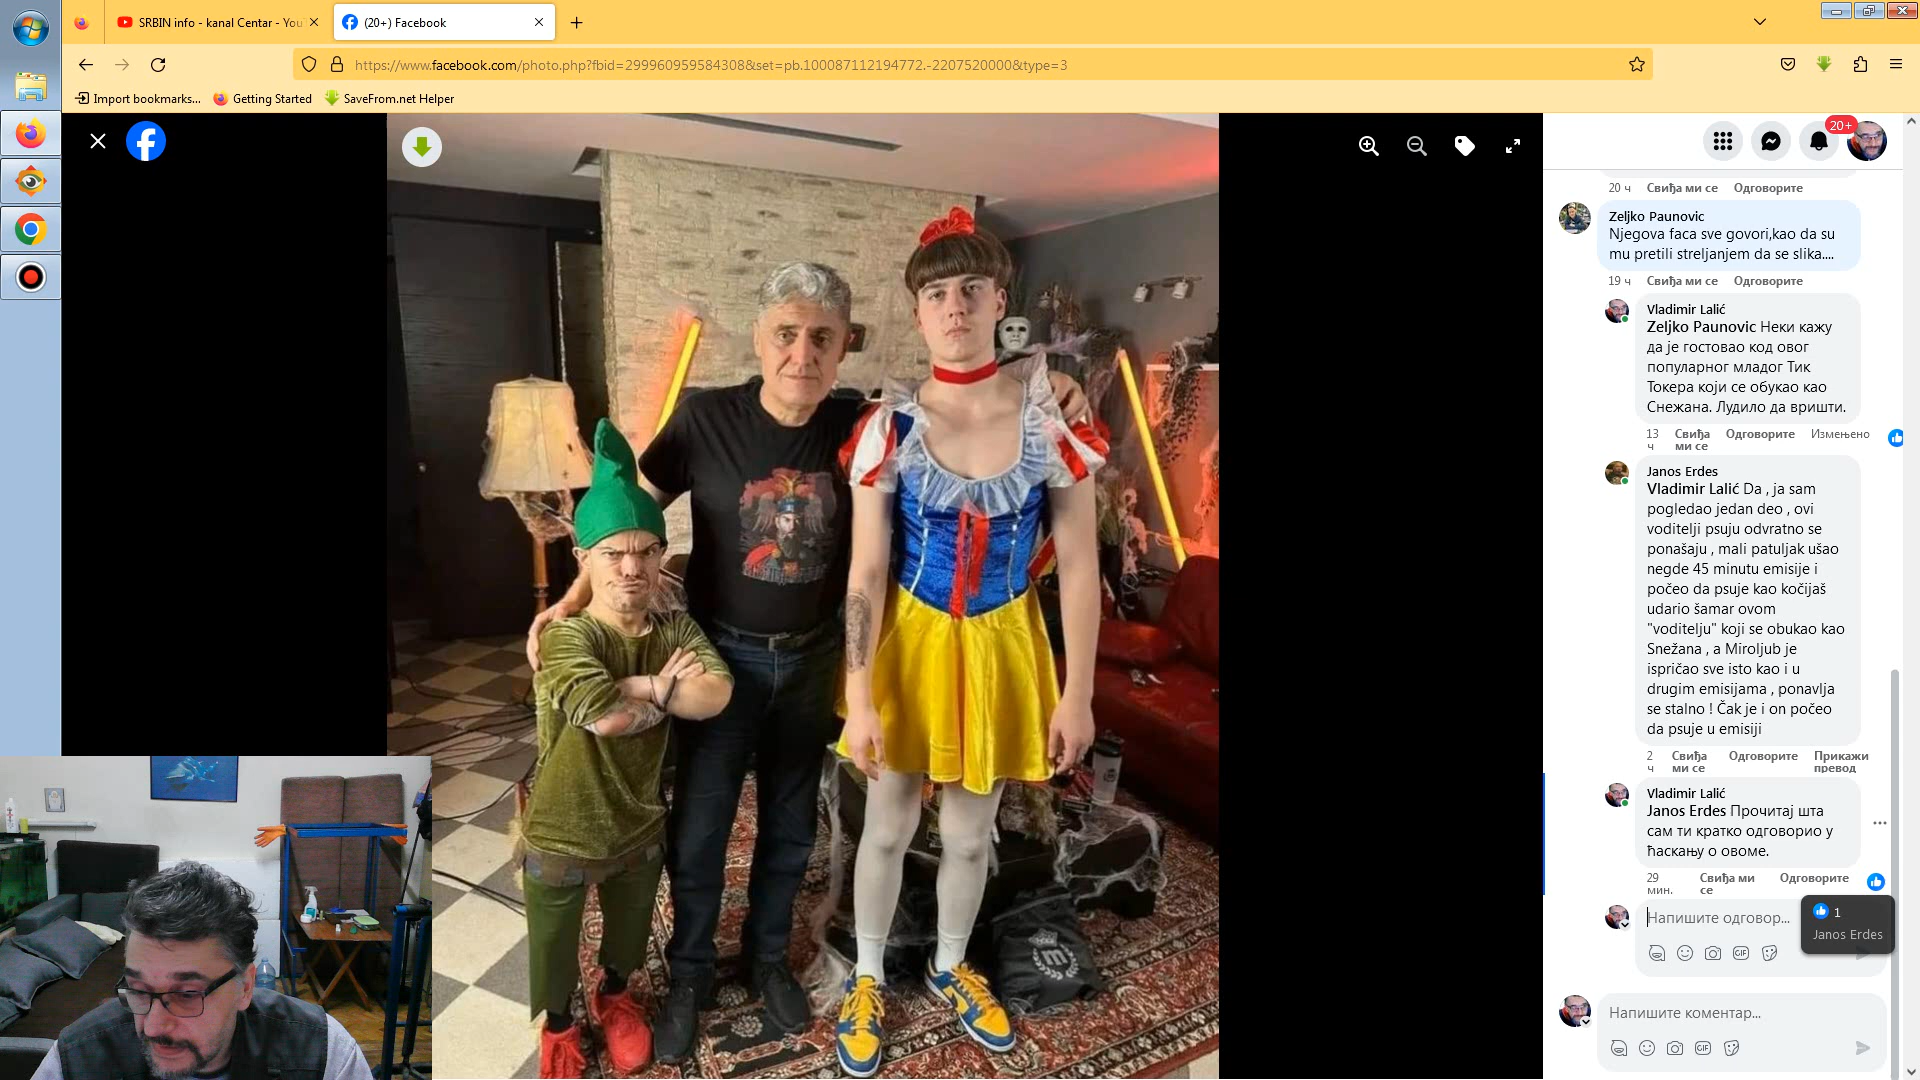 SRBIN info - kanal Centar - You
(20+) Facebook
https://www.facebook.com/photo.php?fbid=299960959584308&set=pb.100087112194772.-2207520000&type=3
Import bookmarks...
Getting Started
SaveFrom.net Helper
20+
20 ч Свиђа ми се Одговорите
Zeljko Paunovic
Njegova faca sve govori,kao da su
mu pretili streljanjem da se slika....
19 ч Свиђа ми се Одговорите
Vladimir Lalić
Zeljko Paunovic Неки кажу
да је гостовао код овог
популарног младог Тик
Токера који се обукао као
Снежана. Лудило да вришти.
13 ч Свиђа ми се Одговорите Измењено
Janos Erdes
Vladimir Lalić Da , ja sam
pogledao jedan deo , ovi
voditelji psuju odvratno se
ponašaju , mali patuljak ušao
negde 45 minutu emisije i
počeo da psuje kao kočijaš
udario šamar ovom
"voditelju" koji se obukao kao
Snežana , a Miroljub je
ispričao sve isto kao i u
drugim emisijama , ponavlja
se stalno ! Čak je i on počeo
da psuje u emisiji
2 ч Свиђа ми се Одговорите Прикажи превод
Vladimir Lalić
Janos Erdes Прочитај шта
сам ти кратко одговорио у
ћаскању о овоме.
29 мин. Свиђа ми се Одговорите
Напишите одговор...
1
Janos Erdes
GIF
Напишите коментар...
GIF